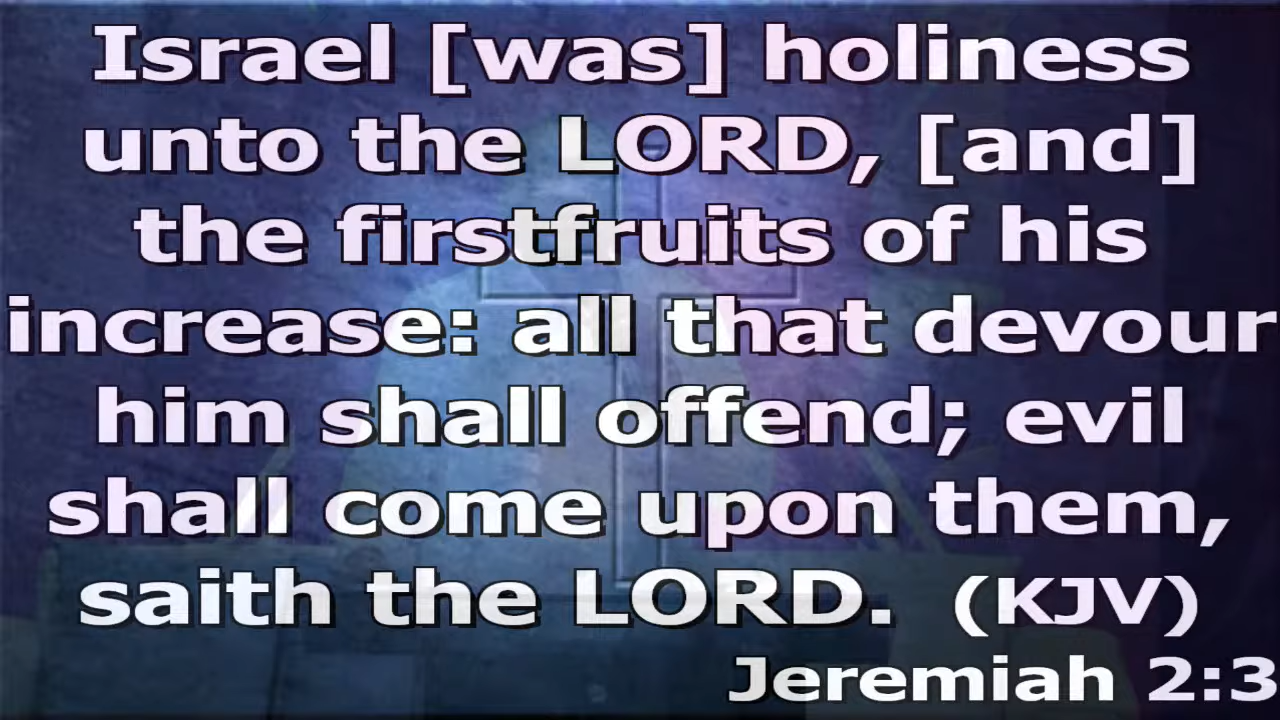 Israel [was] holiness
unto the LORD, [and]
the firstfruits of his
increase: all that devour
him shall offend; evil
shall come upon them,
saith the LORD. (KJV)
Jeremiah 2:3